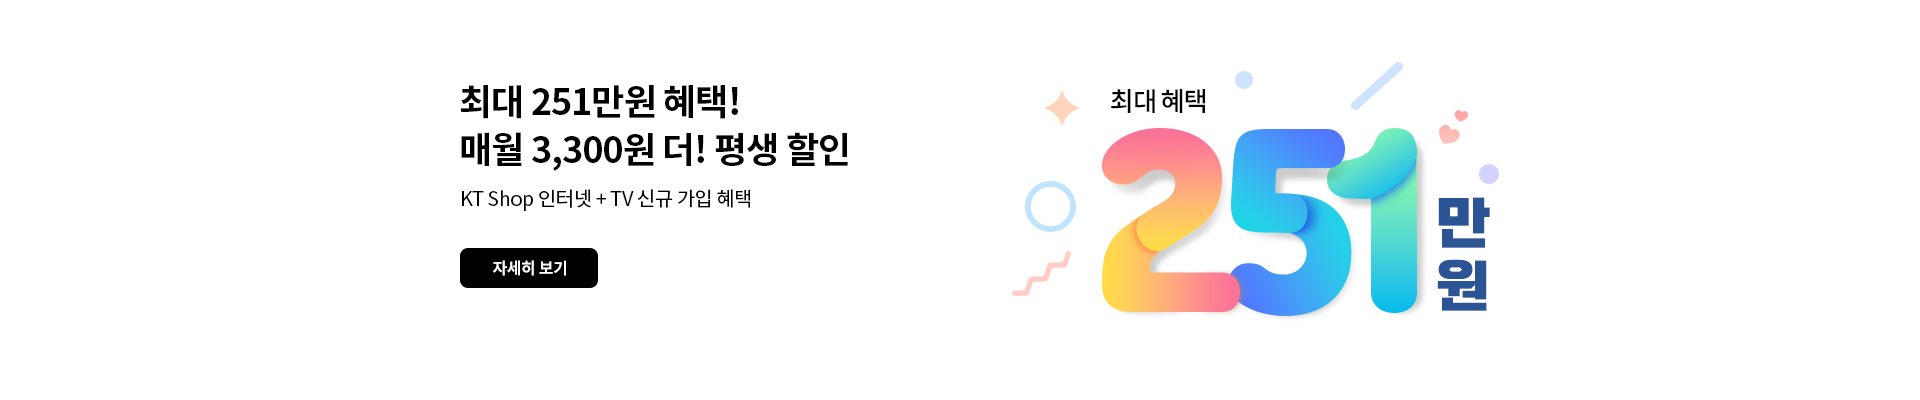 최대 251만원 혜택!
매월 3,300원 더! 평생 할인
KT Shop 인터넷 + TV 신규 가입 혜택
자세히 보기
최대 혜택
251
만
원